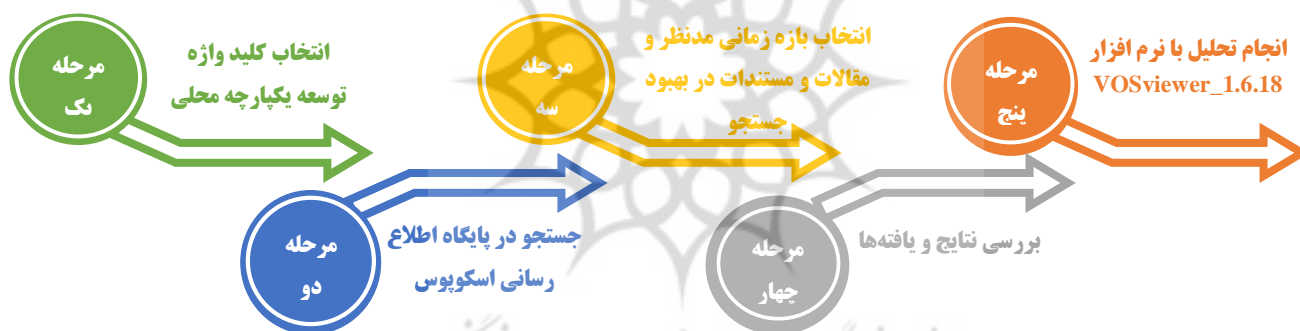 مرحله
یک
انتخاب کلید واژه
توسعه یکپارچه محلی
مرحله
دو
جستجو در پایگاه اطلاع
رسانی اسکوپوس
مرحله
سه
انتخاب بازه زمانی مدنظر و
مقالات و مستندات در بهبود
جستجو
مرحله
چهار
بررسی نتایج و یافته‌ها
مرحله
پنج
انجام تحلیل با نرم افزار
VOSviewer_1.6.18